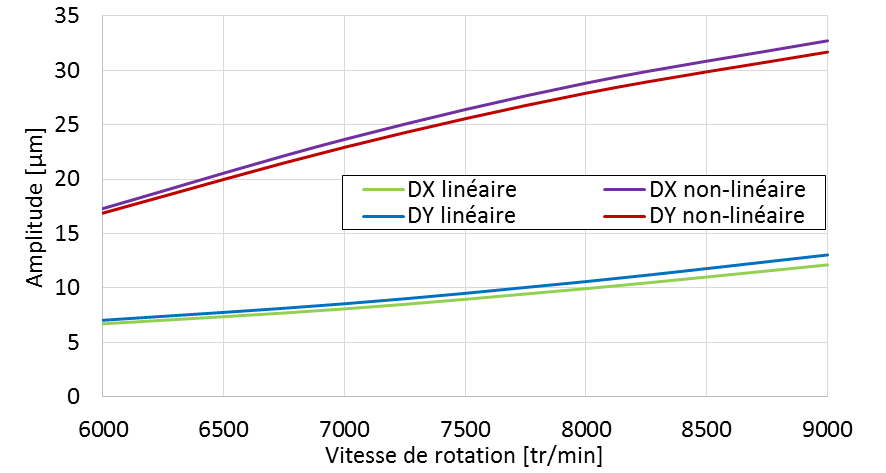 35
30
25
20
15
10
5
0
Amplitude [µm]
DX linéaire
DX non-linéaire
DY linéaire
DY non-linéaire
6000 6500 7000 7500 8000 8500 9000
Vitesse de rotation [tr/min]